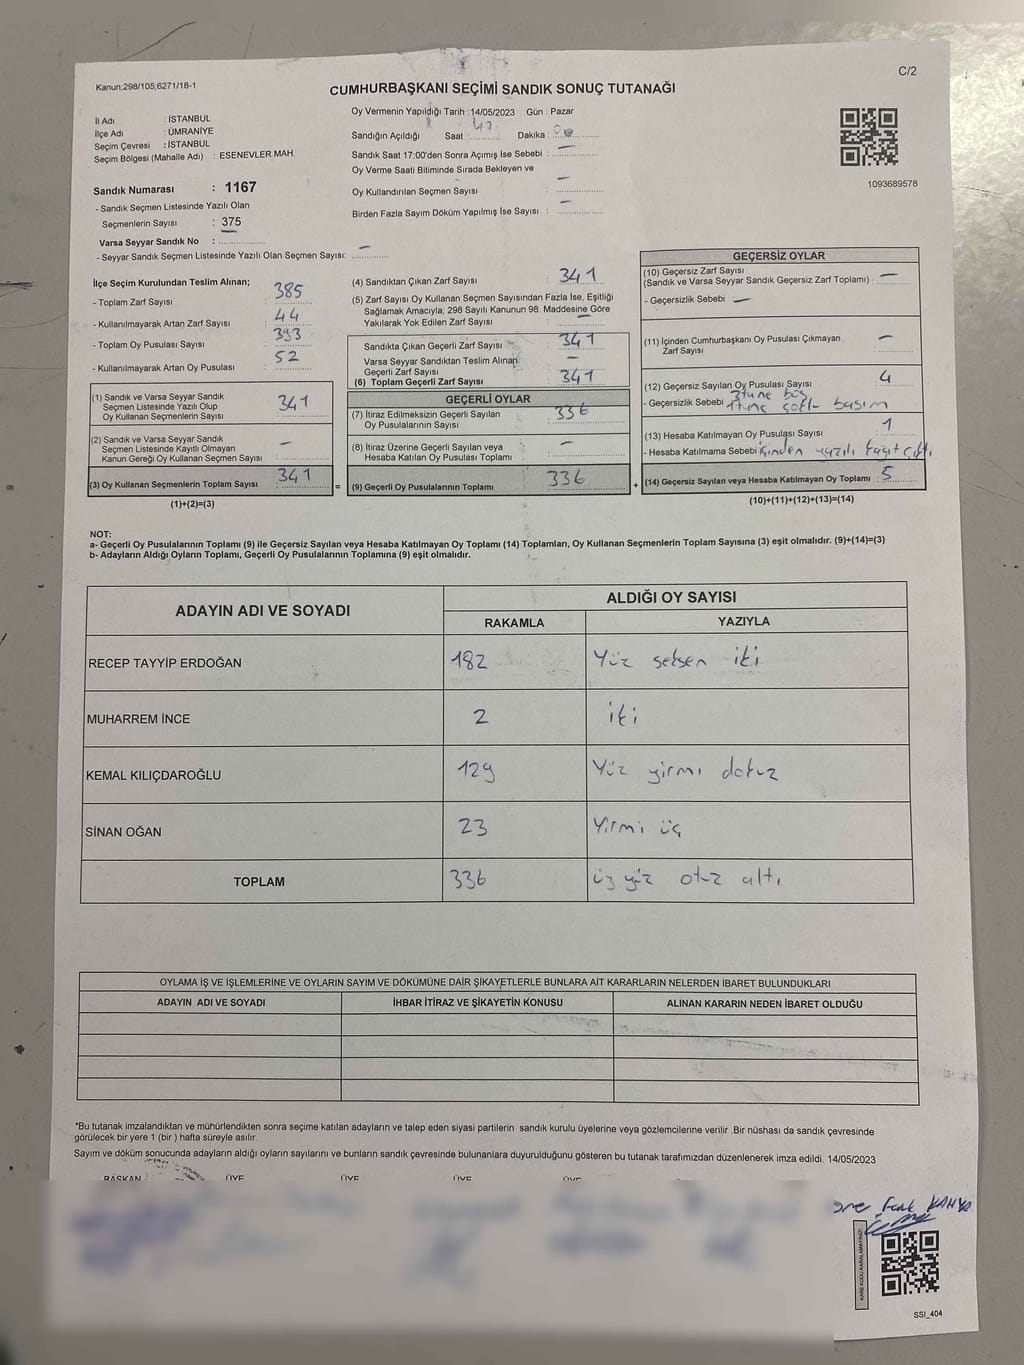 C/2
Kanun;298/105;6271/18-1
CUMHURBAŞKANI SEÇİMİ SANDIK SONUÇ TUTANAĞI
İl Adı : İSTANBUL
İlçe Adı : ÜMRANİYE
Seçim Çevresi : İSTANBUL
Seçim Bölgesi (Mahalle Adı) : ESENEVLER MAH.
Sandık Numarası : 1167
- Sandık Seçmen Listesinde Yazılı Olan
Seçmenlerin Sayısı : 375
Varsa Seyyar Sandık No :
- Seyyar Sandık Seçmen Listesinde Yazılı Olan Seçmen Sayısı: —
Oy Vermenin Yapıldığı Tarih :14/05/2023 Gün : Pazar
Sandığın Açıldığı Saat : 17 Dakika :
Sandık Saat 17:00'den Sonra Açımış İse Sebebi : —
Oy Verme Saati Bitiminde Sırada Bekleyen ve
Oy Kullandırılan Seçmen Sayısı : —
Birden Fazla Sayım Döküm Yapılmış İse Sayısı : —
1093689578
İlçe Seçim Kurulundan Teslim Alınan;
- Toplam Zarf Sayısı : 385
- Kullanılmayarak Artan Zarf Sayısı : 44
- Toplam Oy Pusulası Sayısı : 393
- Kullanılmayarak Artan Oy Pusulası : 52
(1) Sandık ve Varsa Seyyar Sandık
Seçmen Listesinde Yazılı Olup
Oy Kullanan Seçmenlerin Sayısı : 341
(2) Sandık ve Varsa Seyyar Sandık
Seçmen Listesinde Kayıtlı Olmayan
Kanun Gereği Oy Kullanan Seçmen Sayısı : —
(3) Oy Kullanan Seçmenlerin Toplam Sayısı : 341
(1)+(2)=(3)
(4) Sandıktan Çıkan Zarf Sayısı : 341
(5) Zarf Sayısı Oy Kullanan Seçmen Sayısından Fazla İse, Eşitliği
Sağlamak Amacıyla; 298 Sayılı Kanunun 98. Maddesine Göre
Yakılarak Yok Edilen Zarf Sayısı : —
Sandıkta Çıkan Geçerli Zarf Sayısı : 341
Varsa Seyyar Sandıktan Teslim Alınan
Geçerli Zarf Sayısı : —
(6) Toplam Geçerli Zarf Sayısı : 341
GEÇERLİ OYLAR
(7) İtiraz Edilmeksizin Geçerli Sayılan
Oy Pusulasının Sayısı : 336
(8) İtiraz Üzerine Geçerli Sayılan veya
Hesaba Katılan Oy Pusulası Toplamı : —
= (9) Geçerli Oy Pusulalarının Toplamı : 336 +
GEÇERSİZ OYLAR
(10) Geçersiz Zarf Sayısı
(Sandık ve Varsa Seyyar Sandık Geçersiz Zarf Toplamı) : —
- Geçersizlik Sebebi : —
(11) İçinden Cumhurbaşkanı Oy Pusulası Çıkmayan
Zarf Sayısı : —
(12) Geçersiz Sayılan Oy Pusulası Sayısı : 4
3 tane boş
- Geçersizlik Sebebi : 1 tane çoklu basım
(13) Hesaba Katılmayan Oy Pusulası Sayısı : 1
- Hesaba Katılmama Sebebi : içinden yazılı kağıt çıktı
(14) Geçersiz Sayılan veya Hesaba Katılmayan Oy Toplamı : 5
(10)+(11)+(12)+(13)=(14)
NOT:
a- Geçerli Oy Pusulalarının Toplamı (9) ile Geçersiz Sayılan veya Hesaba Katılmayan Oy Toplamı (14) Toplamları, Oy Kullanan Seçmenlerin Toplam Sayısına (3) eşit olmalıdır. (9)+(14)=(3)
b- Adayların Aldığı Oyların Toplamı, Geçerli Oy Pusulalarının Toplamına (9) eşit olmalıdır.
ADAYIN ADI VE SOYADI ALDIĞI OY SAYISI
RAKAMLA YAZIYLA
RECEP TAYYİP ERDOĞAN 182 Yüz seksen iki
MUHARREM İNCE 2 iki
KEMAL KILIÇDAROĞLU 129 Yüz yirmi dokuz
SİNAN OĞAN 23 Yirmi üç
TOPLAM 336 üç yüz otuz altı
OYLAMA İŞ VE İŞLEMLERİNE VE OYLARIN SAYIM VE DÖKÜMÜNE DAİR ŞİKAYETLERLE BUNLARA AİT KARARLARIN NELERDEN İBARET BULUNDUKLARI
ADAYIN ADI VE SOYADI İHBAR İTİRAZ VE ŞİKAYETİN KONUSU ALINAN KARARIN NEDEN İBARET OLDUĞU
*Bu tutanak imzalandıktan ve mühürlendikten sonra seçime katılan adayların ve talep eden siyasi partilerin sandık kurulu üyelerine veya gözlemcilerine verilir .Bir nüshası da sandık çevresinde
görülecek bir yere 1 (bir ) hafta süreyle asılır.
Sayım ve döküm sonucunda adayların aldığı oyların sayılarını ve bunların sandık çevresinde bulunanlara duyurulduğunu gösteren bu tutanak tarafımızdan düzenlenerek imza edildi. 14/05/2023
BAŞKAN ÜYE ÜYE ÜYE ÜYE
KAHYA
KARE KODU KARALAMAYINIZ!
SSI_404